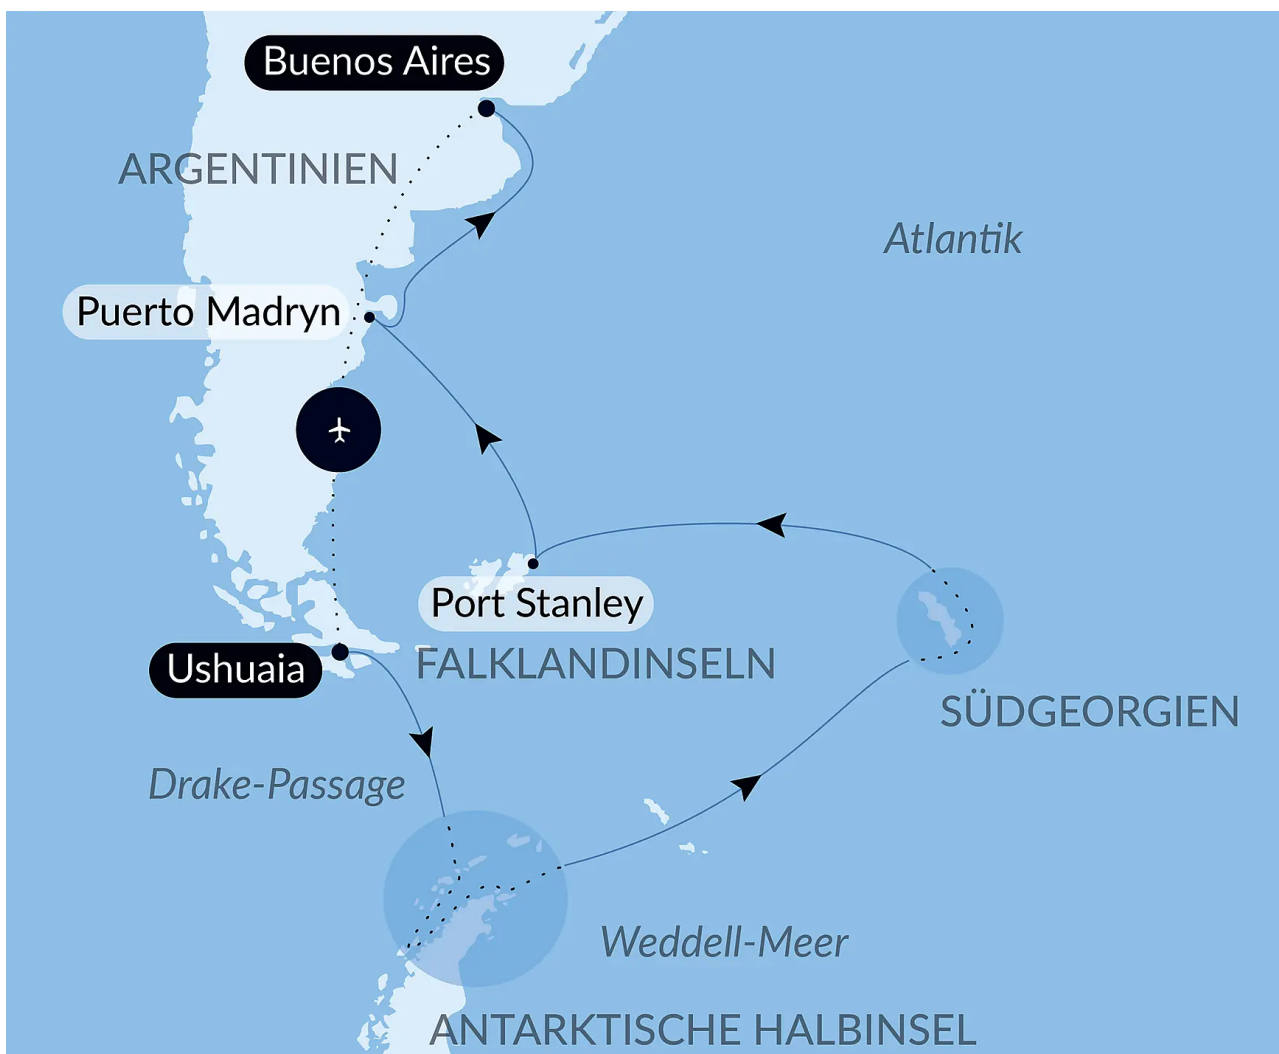 Buenos Aires
ARGENTINIEN
Atlantik
Puerto Madryn
Port Stanley
FALKLANDINSELN
Ushuaia
SÜDGEORGIEN
Drake-Passage
Weddell-Meer
ANTARKTISCHE HALBINSEL